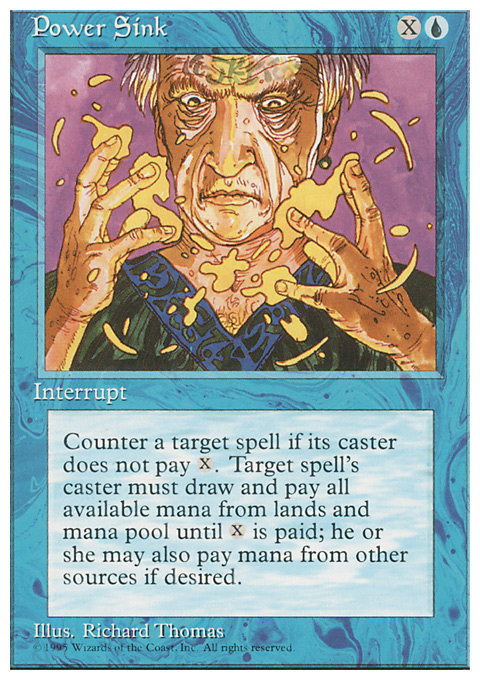 Power Sink X
Interrupt
Counter a target spell if its caster
does not pay X. Target spell's
caster must draw and pay all
available mana from lands and
mana pool until X is paid; he or
she may also pay mana from other
sources if desired.
Illus. Richard Thomas
© 1995 Wizards of the Coast, Inc. All rights reserved.